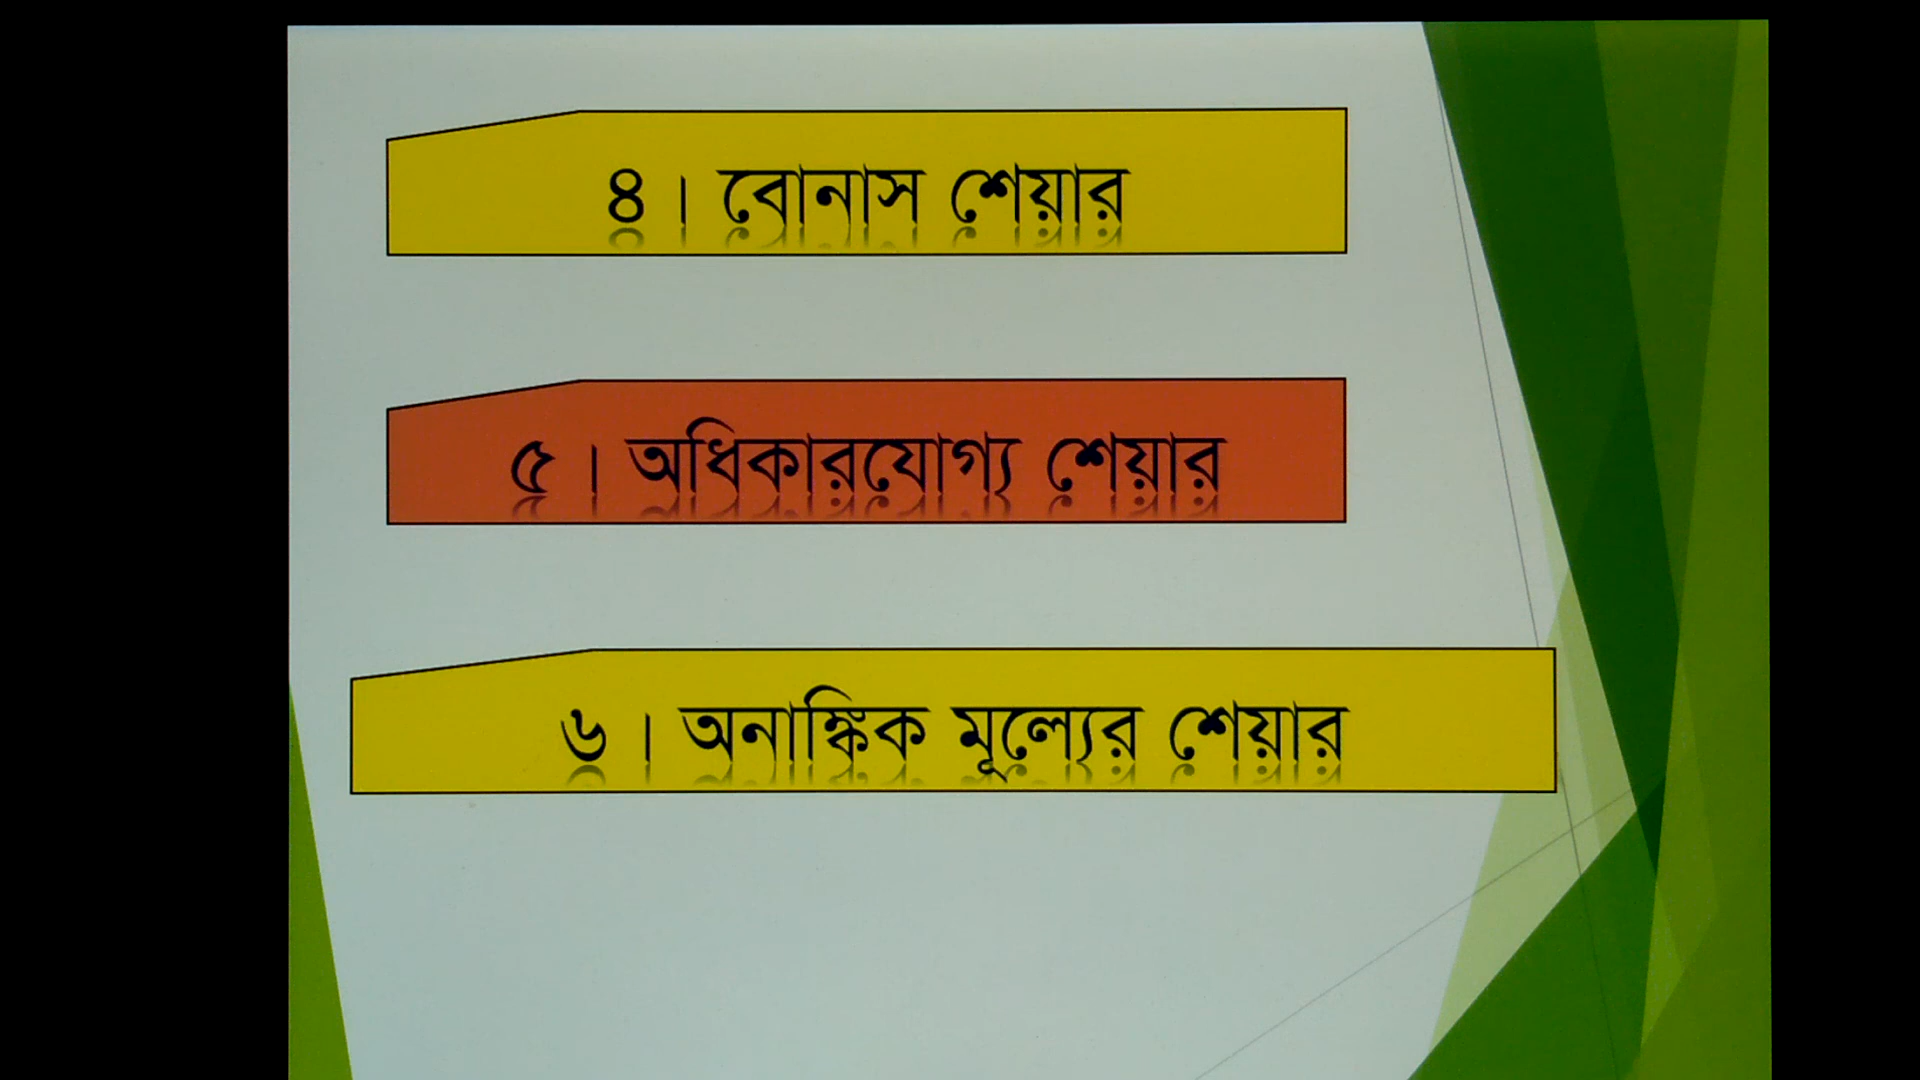 ৪। বোনাস শেয়ার
৫। অধিকারযোগ্য শেয়ার
৬। অনাঙ্কিক মূল্যের শেয়ার